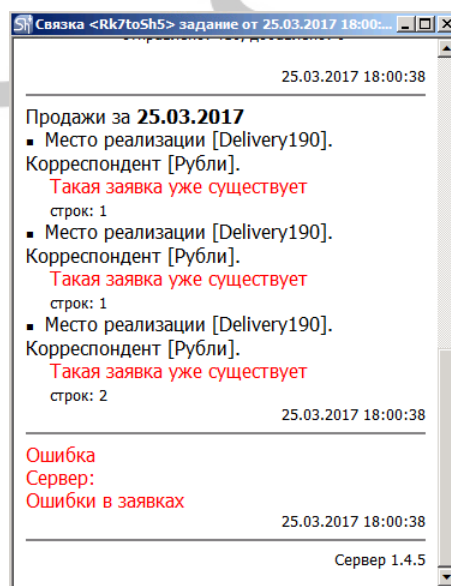 SH Связка <Rk7toSh5> задание от 25.03.2017 18:00:...
25.03.2017 18:00:38
Продажи за 25.03.2017
▪ Место реализации [Delivery190].
Корреспондент [Рубли].
Такая заявка уже существует
строк: 1
▪ Место реализации [Delivery190].
Корреспондент [Рубли].
Такая заявка уже существует
строк: 1
▪ Место реализации [Delivery190].
Корреспондент [Рубли].
Такая заявка уже существует
строк: 2
25.03.2017 18:00:38
Ошибка
Сервер:
Ошибки в заявках
25.03.2017 18:00:38
Сервер 1.4.5